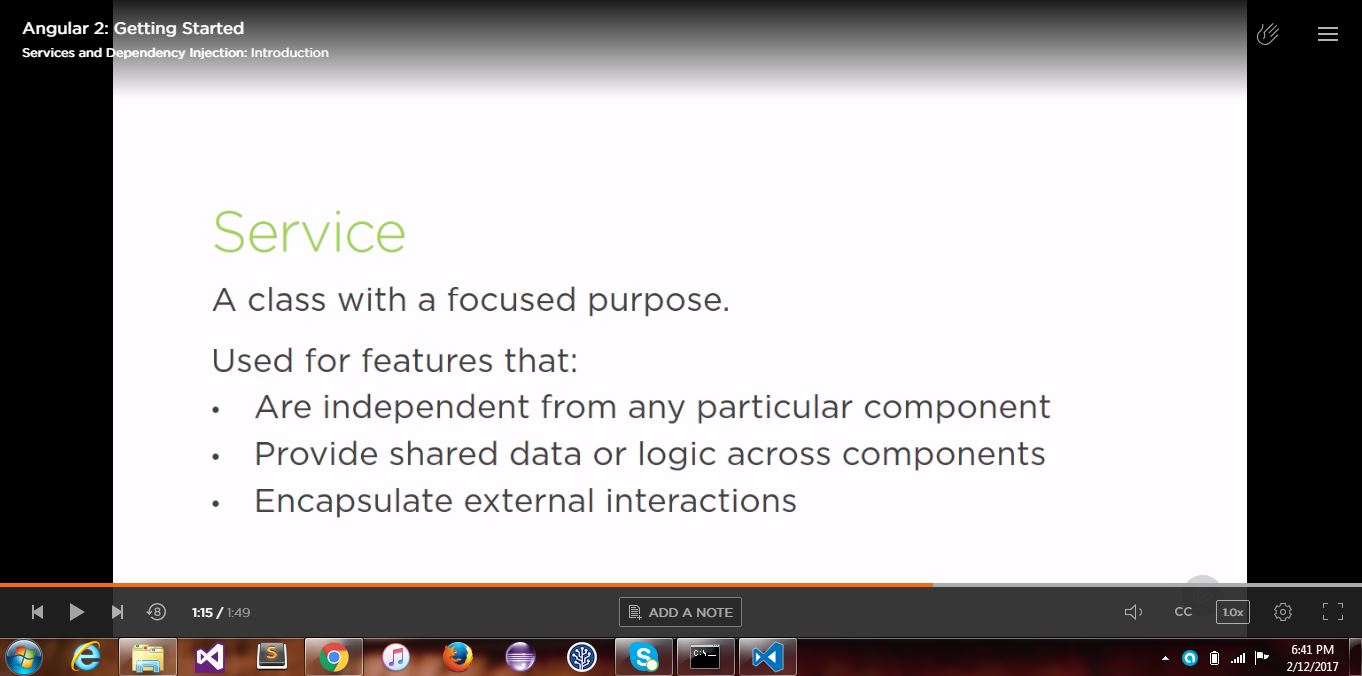 Angular 2: Getting Started
Services and Dependency Injection: Introduction
Service
A class with a focused purpose.
Used for features that:
• Are independent from any particular component
• Provide shared data or logic across components
• Encapsulate external interactions
8 1:15 / 1:49 ADD A NOTE CC 1.0x
S C:\_ S 6:41 PM
2/12/2017